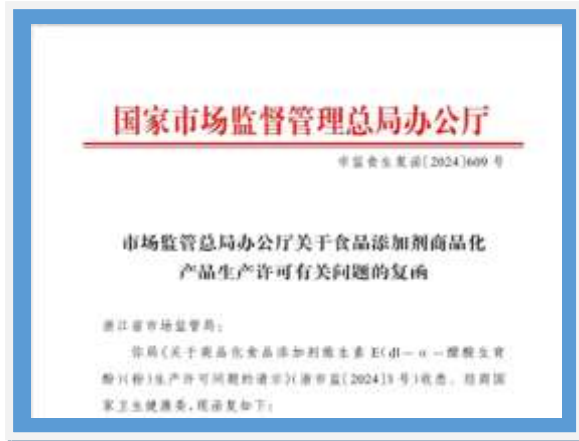 国家市场监督管理总局办公厅
市监食生复函[2024]609 号
市场监管总局办公厅关于食品添加剂商品化
产品生产许可有关问题的复函
浙江省市场监管局:
你局《关于商品化食品添加剂维生素 E(dl-α-醋酸生育
酚)(粉)生产许可问题的请示》(浙市监[2024]3 号)收悉。经商国
家卫生健康委,现函复如下: